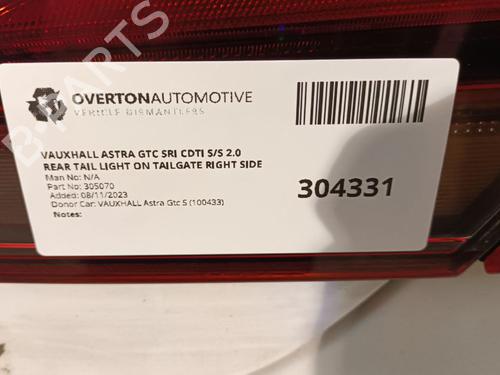 OVERTONAUTOMOTIVE
VEHICLE DISMANTLERS
VAUXHALL ASTRA GTC SRI CDTI S/S 2.0
REAR TAIL LIGHT ON TAILGATE RIGHT SIDE
Man No: N/A
Part No: 305070
Added: 08/11/2023
Donor Car: VAUXHALL Astra Gtc S (100433)
Notes:
304331
B-PARTS